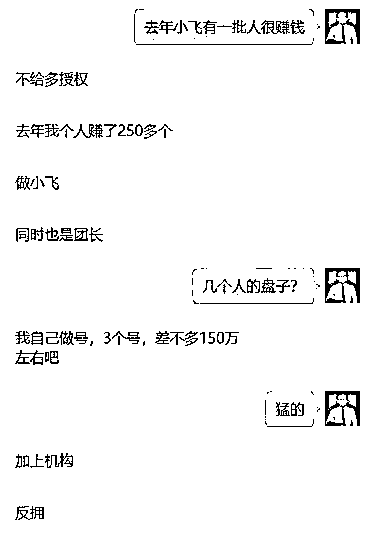 去年小飞有一批人很赚钱
不给多授权
去年我个人赚了250多个
做小飞
同时也是团长
几个人的盘子？
我自己做号，3个号，差不多150万
左右吧
猛的
加上机构
反拥